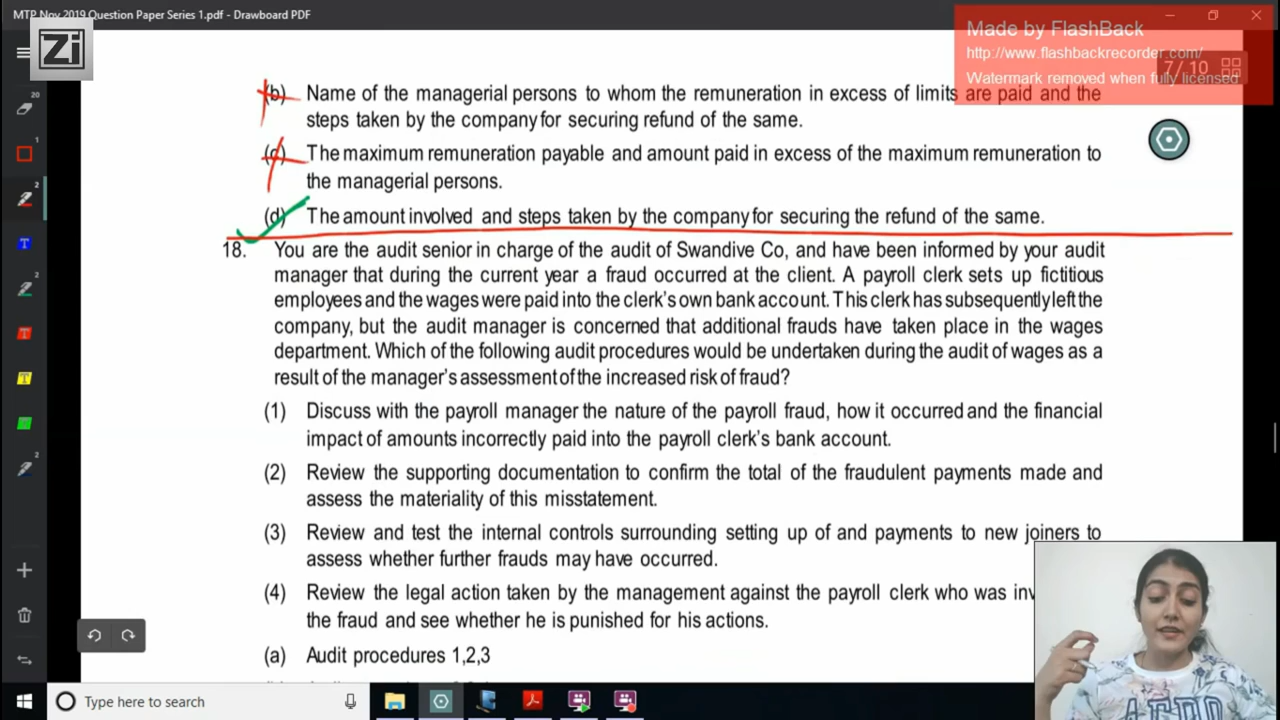 MTP Nov 2019 Question Paper Series 1.pdf - Drawboard PDF
Made by FlashBack
http://www.flashbackrecorder.com/
Watermark removed when fully licensed
7/10
Zi
(b) Name of the managerial persons to whom the remuneration in excess of limits are paid and the
steps taken by the company for securing refund of the same.
(c) The maximum remuneration payable and amount paid in excess of the maximum remuneration to
the managerial persons.
(d) The amount involved and steps taken by the company for securing the refund of the same.
18. You are the audit senior in charge of the audit of Swandive Co, and have been informed by your audit
manager that during the current year a fraud occurred at the client. A payroll clerk sets up fictitious
employees and the wages were paid into the clerk's own bank account. This clerk has subsequently left the
company, but the audit manager is concerned that additional frauds have taken place in the wages
department. Which of the following audit procedures would be undertaken during the audit of wages as a
result of the manager's assessment of the increased risk of fraud?
(1) Discuss with the payroll manager the nature of the payroll fraud, how it occurred and the financial
impact of amounts incorrectly paid into the payroll clerk's bank account.
(2) Review the supporting documentation to confirm the total of the fraudulent payments made and
assess the materiality of this misstatement.
(3) Review and test the internal controls surrounding setting up of and payments to new joiners to
assess whether further frauds may have occurred.
(4) Review the legal action taken by the management against the payroll clerk who was inv
the fraud and see whether he is punished for his actions.
(a) Audit procedures 1,2,3
Type here to search